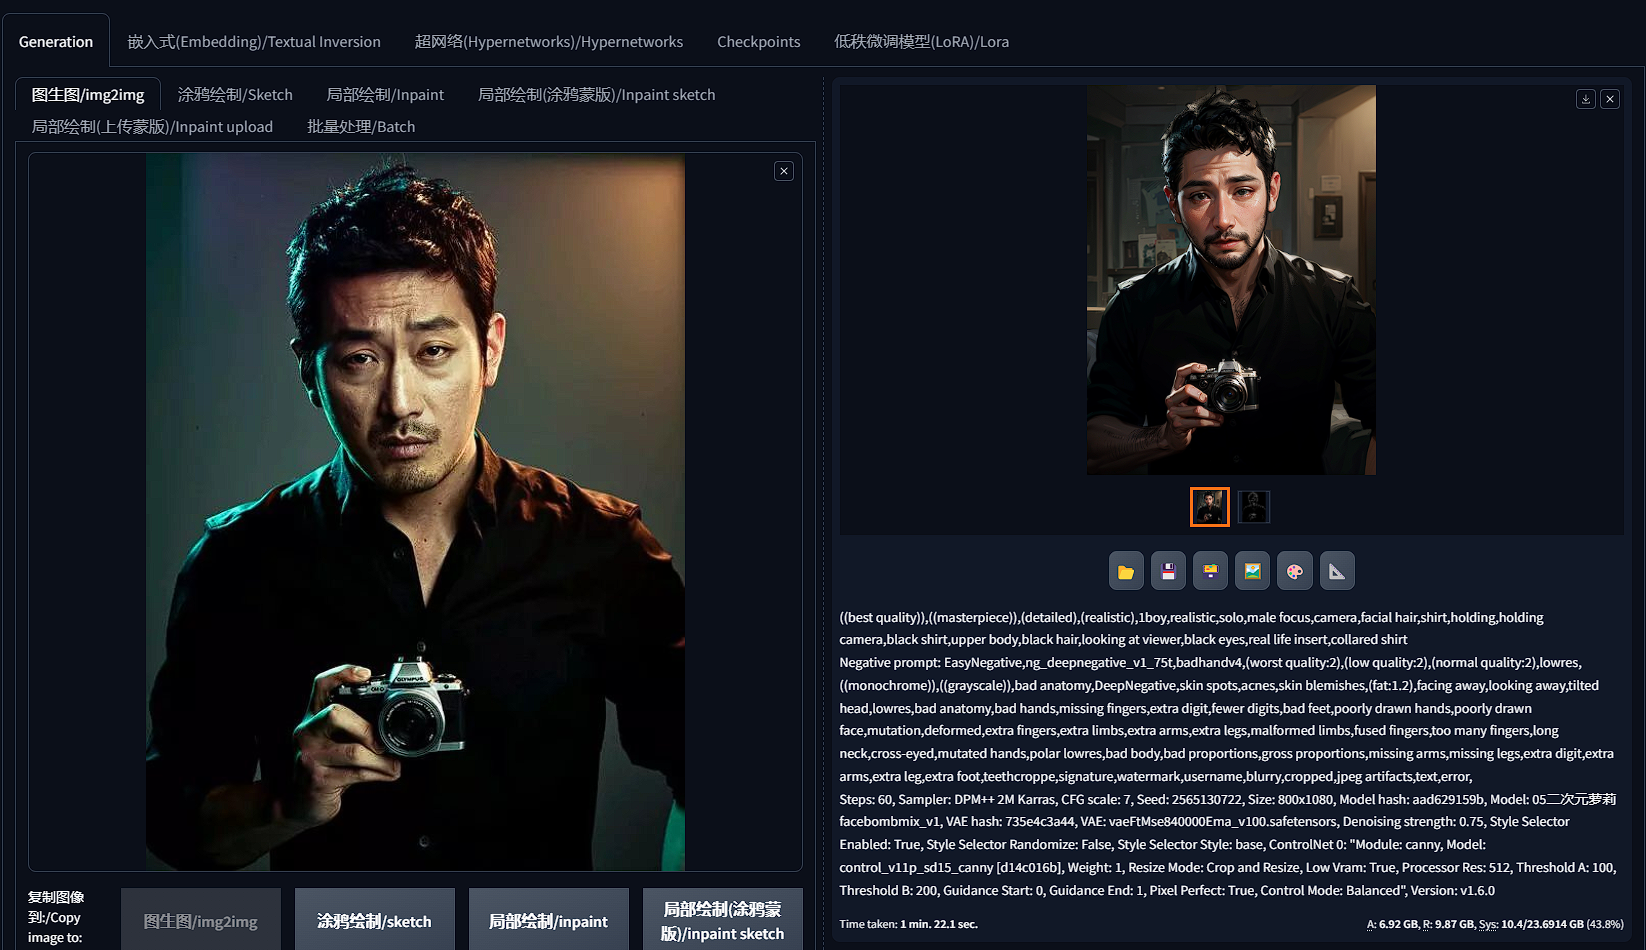 Generation
嵌入式(Embedding)/Textual Inversion
超网络(Hypernetworks)/Hypernetworks
Checkpoints
低秩微调模型(LoRA)/Lora
图生图/img2img
涂鸦绘制/Sketch
局部绘制/Inpaint
局部绘制(涂鸦蒙版)/Inpaint sketch
局部绘制(上传蒙版)/Inpaint upload
批量处理/Batch
OLYMPUS
复制图像
到:/Copy
image to:
图生图/img2img
涂鸦绘制/sketch
局部绘制/inpaint
局部绘制(涂鸦蒙
版)/inpaint sketch
((best quality)),((masterpiece)),(detailed),(realistic),1boy,realistic,solo,male focus,camera,facial hair,shirt,holding,holding
camera,black shirt,upper body,black hair,looking at viewer,black eyes,real life insert,collared shirt
Negative prompt: EasyNegative,ng_deepnegative_v1_75t,badhandv4,(worst quality:2),(low quality:2),(normal quality:2),lowres,
((monochrome)),((grayscale)),bad anatomy,DeepNegative,skin spots,acnes,skin blemishes,(fat:1.2),facing away,looking away,tilted
head,lowres,bad anatomy,bad hands,missing fingers,extra digit,fewer digits,bad feet,poorly drawn hands,poorly drawn
face,mutation,deformed,extra fingers,extra limbs,extra arms,extra legs,malformed limbs,fused fingers,too many fingers,long
neck,cross-eyed,mutated hands,polar lowres,bad body,bad proportions,gross proportions,missing arms,missing legs,extra digit,extra
arms,extra leg,extra foot,teethcroppe,signature,watermark,username,blurry,cropped,jpeg artifacts,text,error,
Steps: 60, Sampler: DPM++ 2M Karras, CFG scale: 7, Seed: 2565130722, Size: 800x1080, Model hash: aad629159b, Model: 05二次元萝莉
facebombmix_v1, VAE hash: 735e4c3a44, VAE: vaeFtMse840000Ema_v100.safetensors, Denoising strength: 0.75, Style Selector
Enabled: True, Style Selector Randomize: False, Style Selector Style: base, ControlNet 0: "Module: canny, Model:
control_v11p_sd15_canny [d14c016b], Weight: 1, Resize Mode: Crop and Resize, Low Vram: True, Processor Res: 512, Threshold A: 100,
Threshold B: 200, Guidance Start: 0, Guidance End: 1, Pixel Perfect: True, Control Mode: Balanced", Version: v1.6.0
Time taken: 1 min. 22.1 sec.
A: 6.92 GB, R: 9.87 GB, Sys: 10.4/23.6914 GB (43.8%)